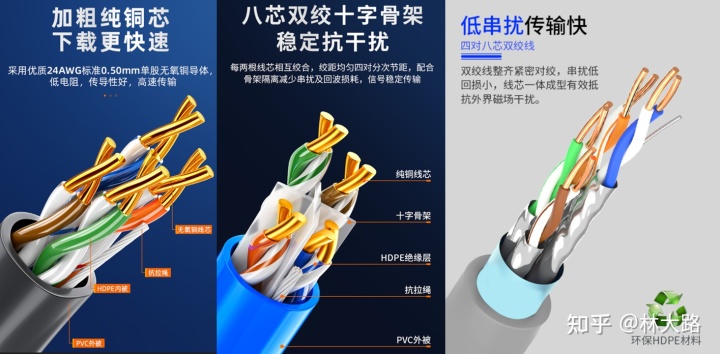 加粗纯铜芯
下载更快速
采用优质24AWG标准0.50mm单股无氧铜导体，
低电阻，传导性好，高速传输
无氧铜线芯
抗拉绳
HDPE内被
PVC外被
八芯双绞十字骨架
稳定抗干扰
每两根线芯相互绞合，绞距均匀四对分次节距，配合
骨架隔离减少串扰及回波损耗，信号稳定传输
纯铜线芯
十字骨架
HDPE绝缘层
抗拉绳
PVC外被
低串扰传输快
四对八芯双绞线
双绞线整齐紧密对绞，串扰低
回损小，线芯一体成型有效抵
抗外界磁场干扰。
知乎 @林大路
环保HDPE材料